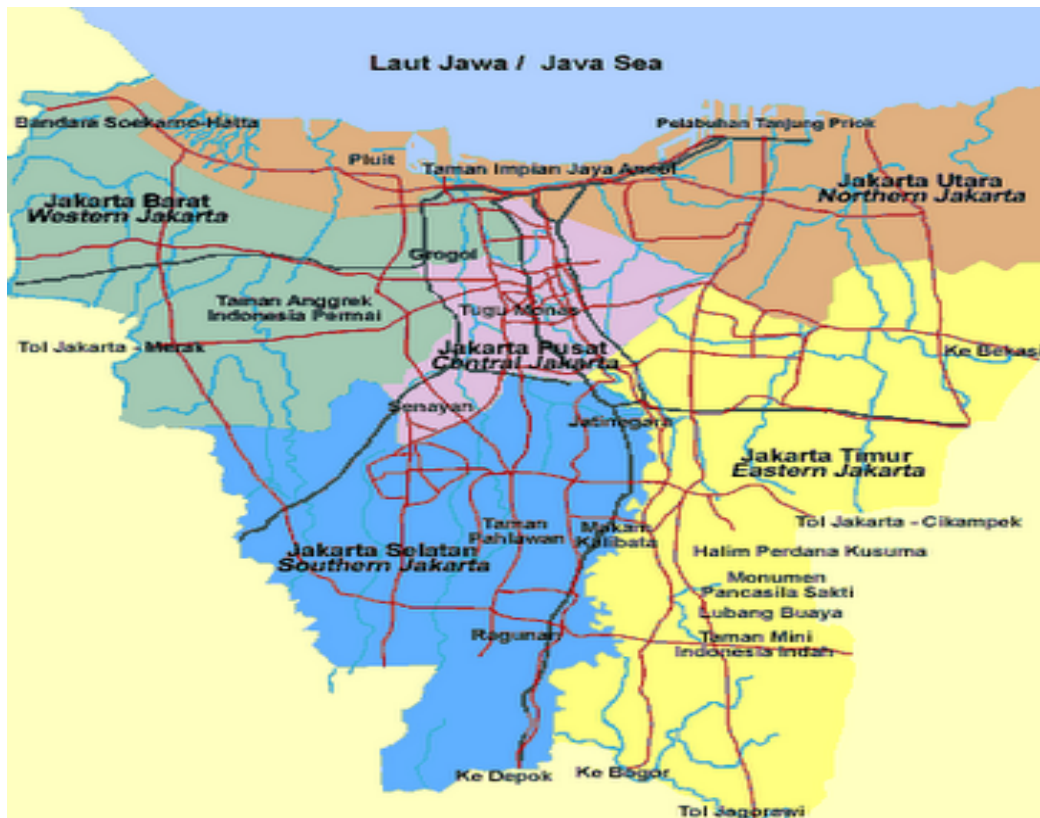 Laut Jawa / Java Sea
Bandara Soekarno-Hatta
Pelabuhan Tanjung Priok
Pluit
Taman Impian Jaya Ancol
Jakarta Barat
Western Jakarta
Jakarta Utara
Northern Jakarta
Grogol
Taman Anggrek
Indonesia Permai
Tugu Monas
Tol Jakarta - Merak
Jakarta Pusat
Central Jakarta
Ke Bekasi
Senayan
Jatinegara
Jakarta Timur
Eastern Jakarta
Tol Jakarta - Cikampek
Taman
Pahlawan
Makam
Kalibata
Jakarta Selatan
Southern Jakarta
Halim Perdana Kusuma
Monumen
Pancasila Sakti
Lubang Buaya
Ragunan
Taman Mini
Indonesia Indah
Ke Depok
Ke Bogor
Tol Jagorawi